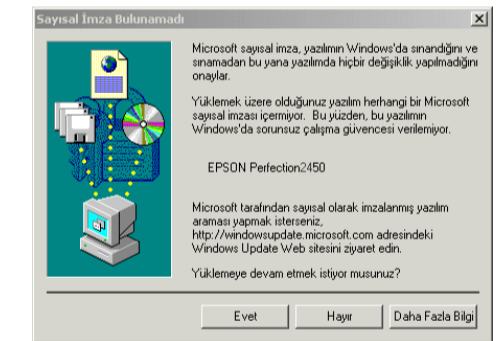 Sayısal İmza Bulunamadı
Microsoft sayısal imza, yazılımın Windows'da sınandığını ve
sınamadan bu yana yazılımda hiçbir değişiklik yapılmadığını
onaylar.
Yüklemek üzere olduğunuz yazılım herhangi bir Microsoft
sayısal imzası içermiyor. Bu yüzden, bu yazılımın
Windows'da sorunsuz çalışma güvencesi verilemiyor.
EPSON Perfection2450
Microsoft tarafından sayısal olarak imzalanmış yazılım
araması yapmak isterseniz,
http://windowsupdate.microsoft.com adresindeki
Windows Update Web sitesini ziyaret edin.
Yüklemeye devam etmek istiyor musunuz?
Evet
Hayır
Daha Fazla Bilgi